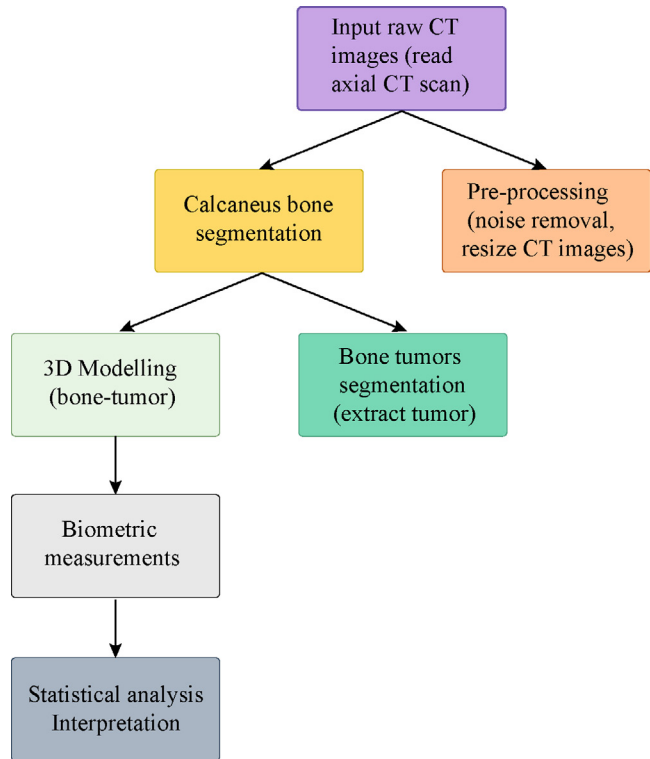 Input raw CT
images (read
axial CT scan)
Calcaneus bone
segmentation
Pre-processing
(noise removal,
resize CT images)
3D Modelling
(bone-tumor)
Bone tumors
segmentation
(extract tumor)
Biometric
measurements
Statistical analysis
Interpretation